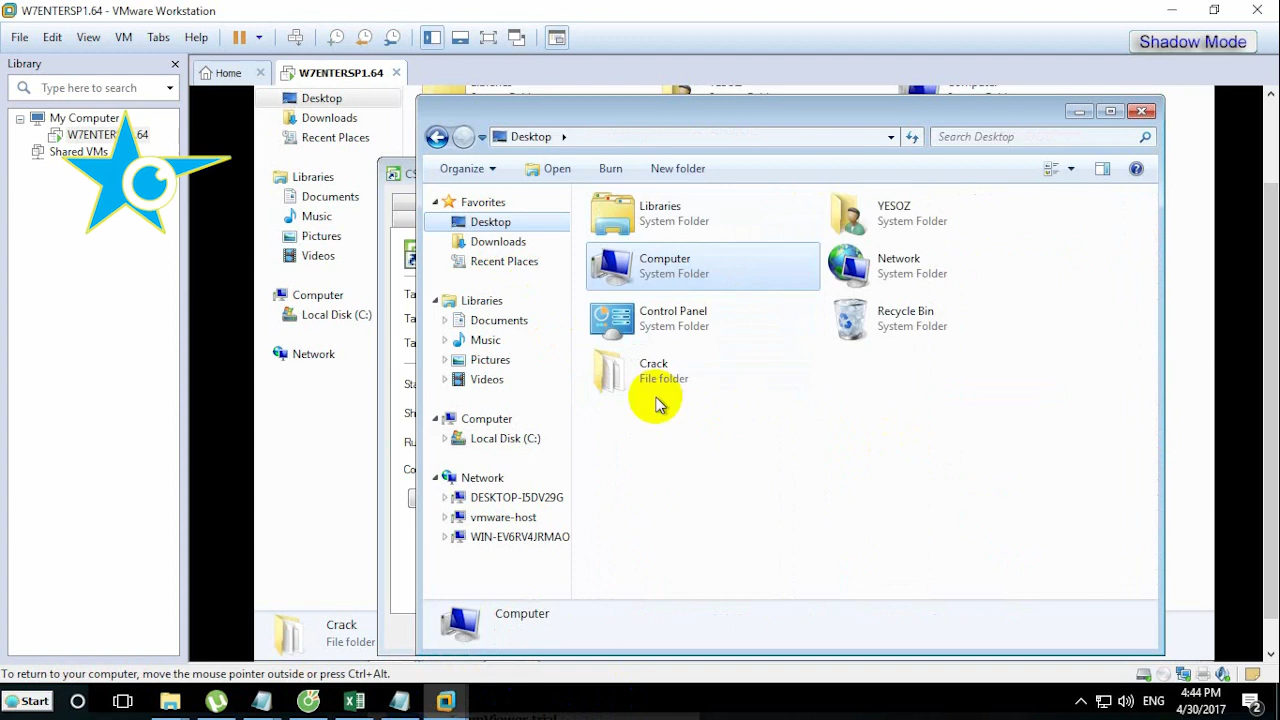 W7ENTERSP1.64 - VMware Workstation
File Edit View VM Tabs Help
Shadow Mode
Library
Type here to search
My Computer
W7ENTER
64
Shared VMs
Home
W7ENTERSP1.64
Desktop
Downloads
Recent Places
Libraries
Documents
Music
Pictures
Videos
Computer
Local Disk (C:)
Network
Crack
File folder
Desktop
Search Desktop
Organize Open Burn New folder
Favorites
Desktop
Downloads
Recent Places
Libraries
Documents
Music
Pictures
Videos
Computer
Local Disk (C:)
Network
DESKTOP-I5DV29G
vmware-host
WIN-EV6RV4JRMAO
Libraries
System Folder
YESOZ
Computer
System Folder
Network
System Folder
Control Panel
System Folder
Recycle Bin
System Folder
Crack
File folder
Computer
To return to your computer, move the mouse pointer outside or press Ctrl+Alt.
Start
ENG
4:44 PM
4/30/2017
2